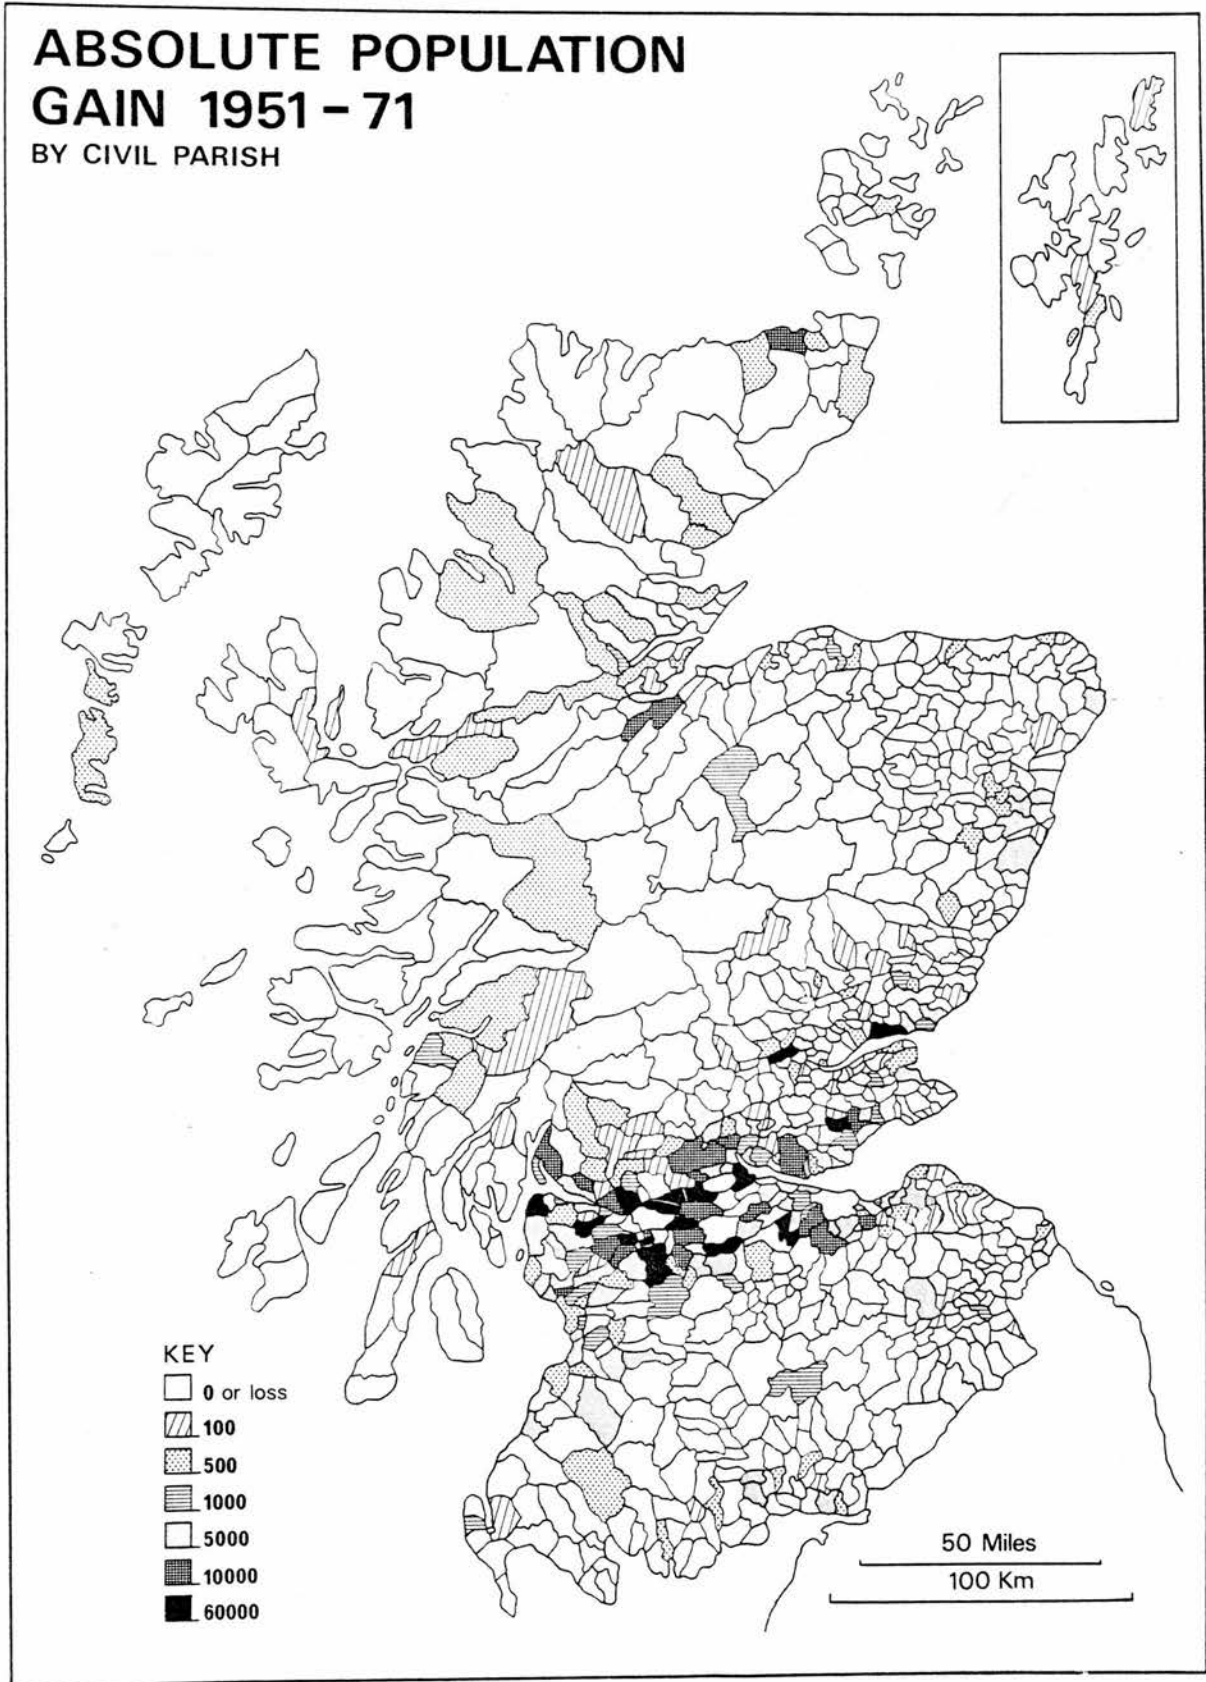 ABSOLUTE POPULATION
GAIN 1951-71
BY CIVIL PARISH
KEY
0 or loss
100
500
1000
5000
10000
60000
50 Miles
100 Km